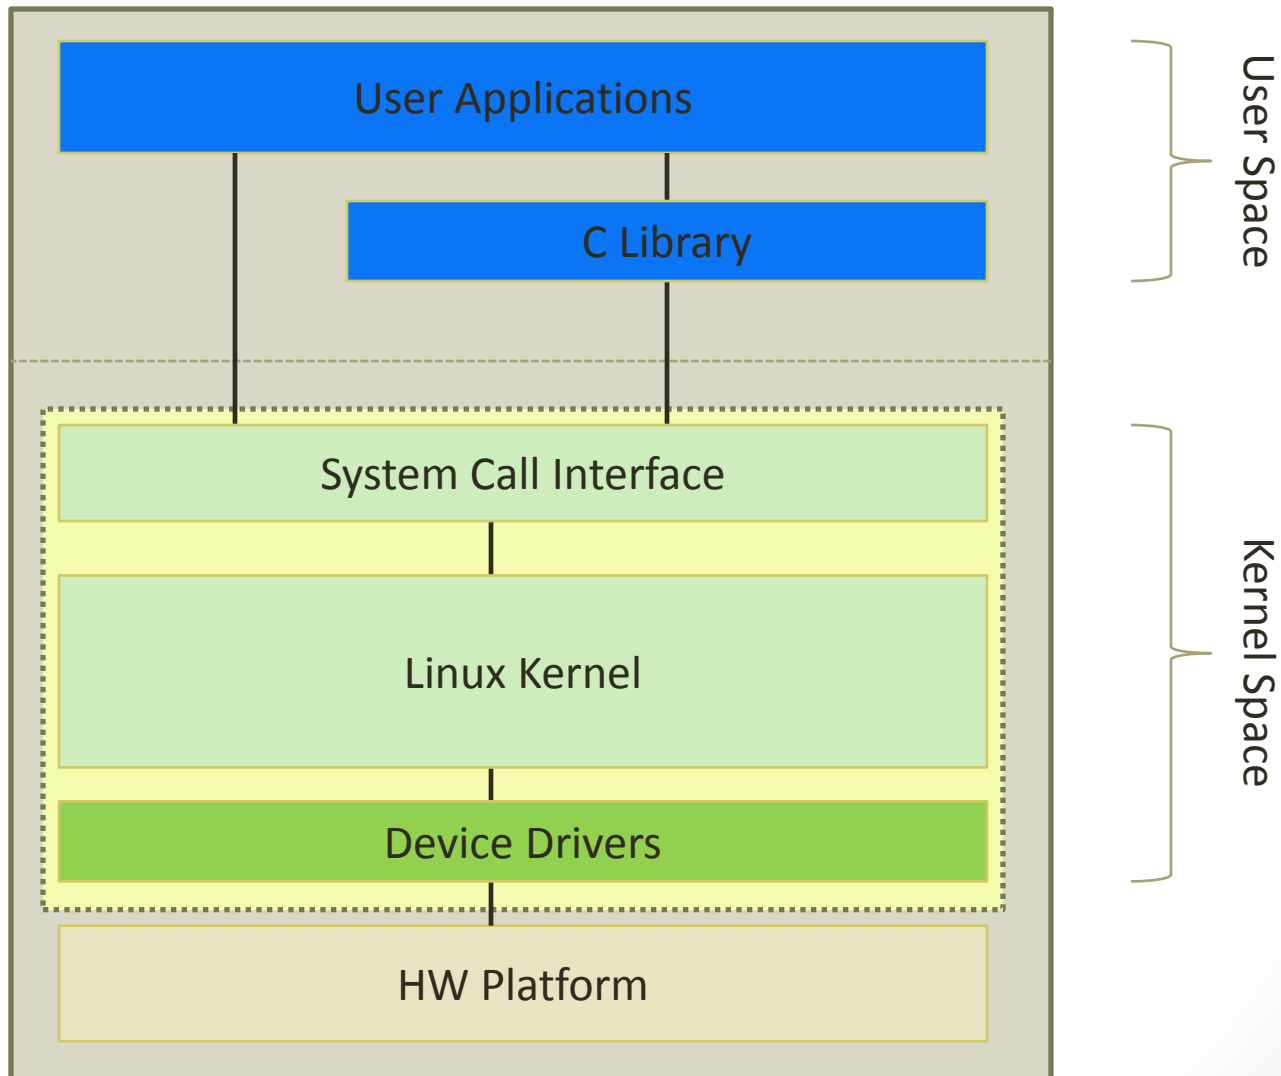 User Applications
C Library
User Space
System Call Interface
Linux Kernel
Device Drivers
Kernel Space
HW Platform